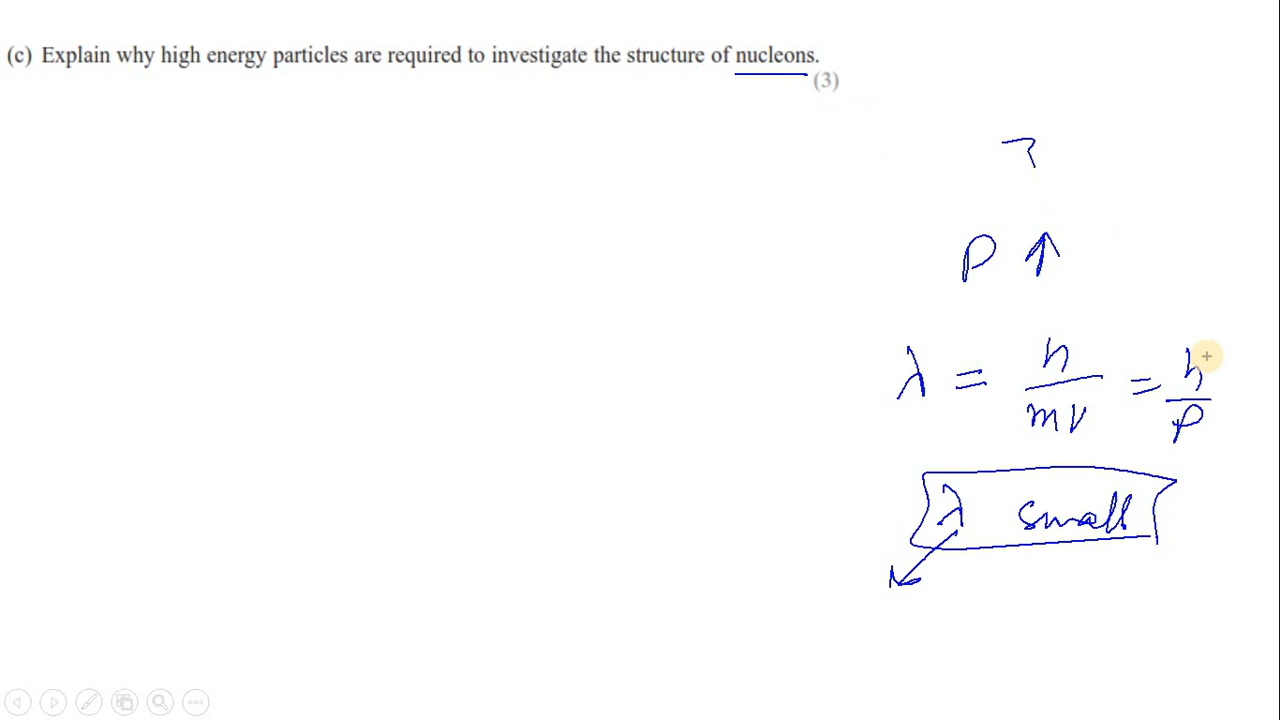 (c) Explain why high energy particles are required to investigate the structure of nucleons.
(3)
P ↑
λ = h/mv = h/p
λ small